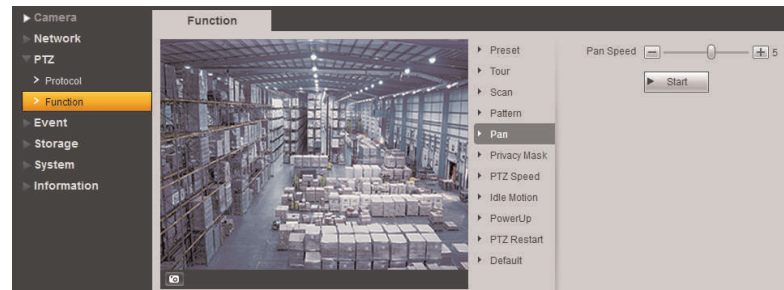 Camera
Network
PTZ
Protocol
Function
Event
Storage
System
Information
Function
Preset
Tour
Scan
Pattern
Pan
Privacy Mask
PTZ Speed
Idle Motion
PowerUp
PTZ Restart
Default
Pan Speed 5
Start